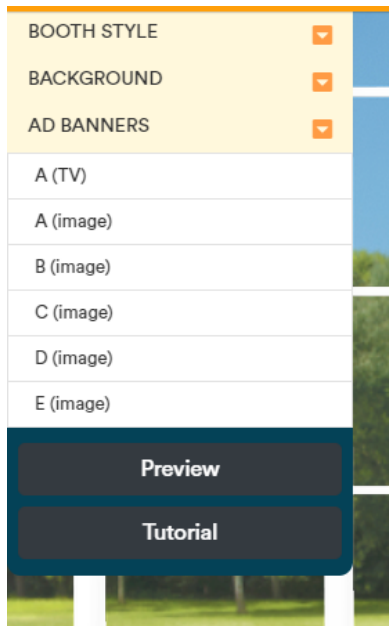 BOOTH STYLE
BACKGROUND
AD BANNERS
A (TV)
A (image)
B (image)
C (image)
D (image)
E (image)
Preview
Tutorial